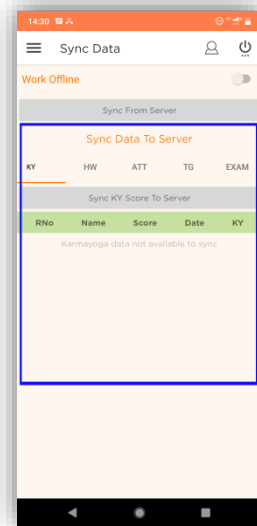 14:30
Sync Data
Work Offline
Sync From Server
Sync Data To Server
KY HW ATT TG EXAM
Sync KY Score To Server
RNo Name Score Date KY
Karmayoga data not available to sync